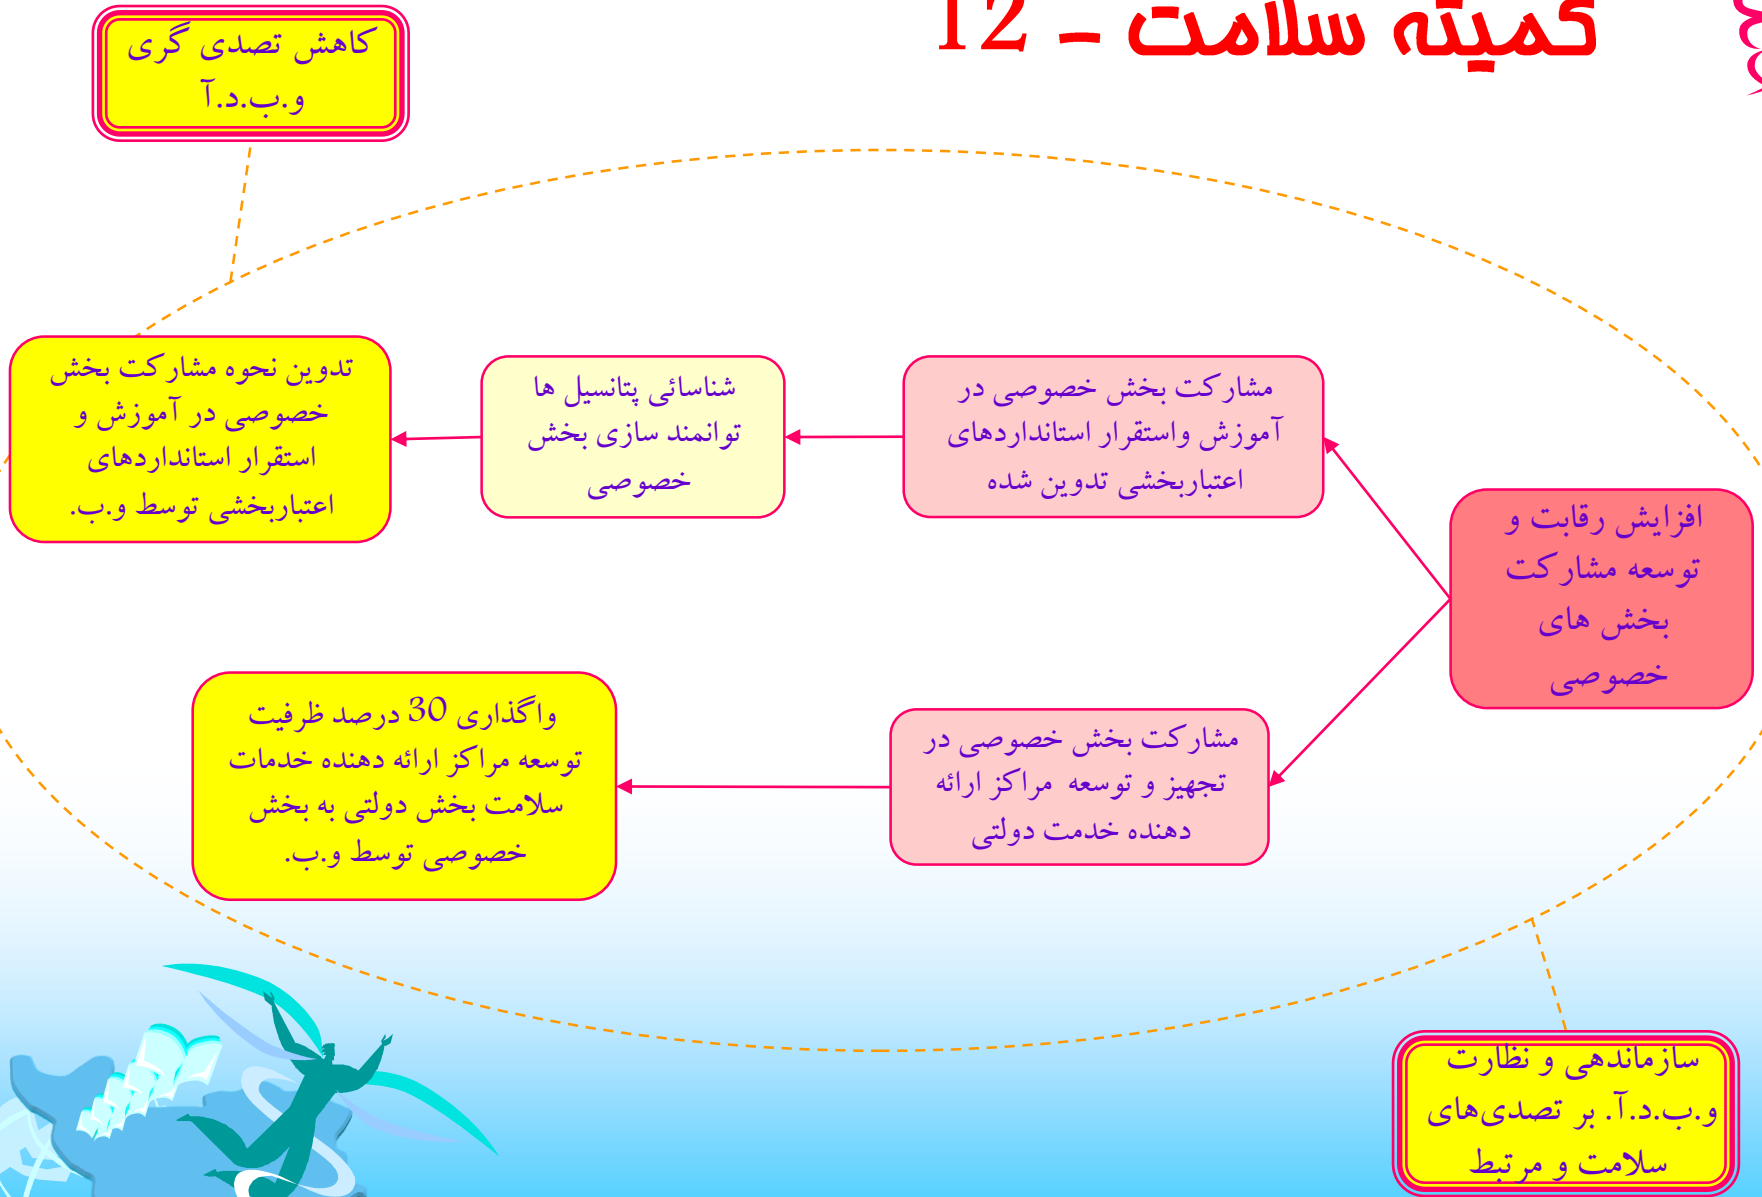 کمیته سلامت – 12
کاهش تصدی گری
و.ب.د.آ
افزایش رقابت و
توسعه مشارکت
بخش های
خصوصی
مشارکت بخش خصوصی در
آموزش واستقرار استانداردهای
اعتباربخشی تدوین شده
شناسائی پتانسیل ها
توانمند سازی بخش
خصوصی
تدوین نحوه مشارکت بخش
خصوصی در آموزش و
استقرار استانداردهای
اعتباربخشی توسط و.ب.
مشارکت بخش خصوصی در
تجهیز و توسعه مراکز ارائه
دهنده خدمت دولتی
واگذاری 30 درصد ظرفیت
توسعه مراکز ارائه دهنده خدمات
سلامت بخش دولتی به بخش
خصوصی توسط و.ب.
سازماندهی و نظارت
و.ب.د.آ. بر تصدی‌های
سلامت و مرتبط